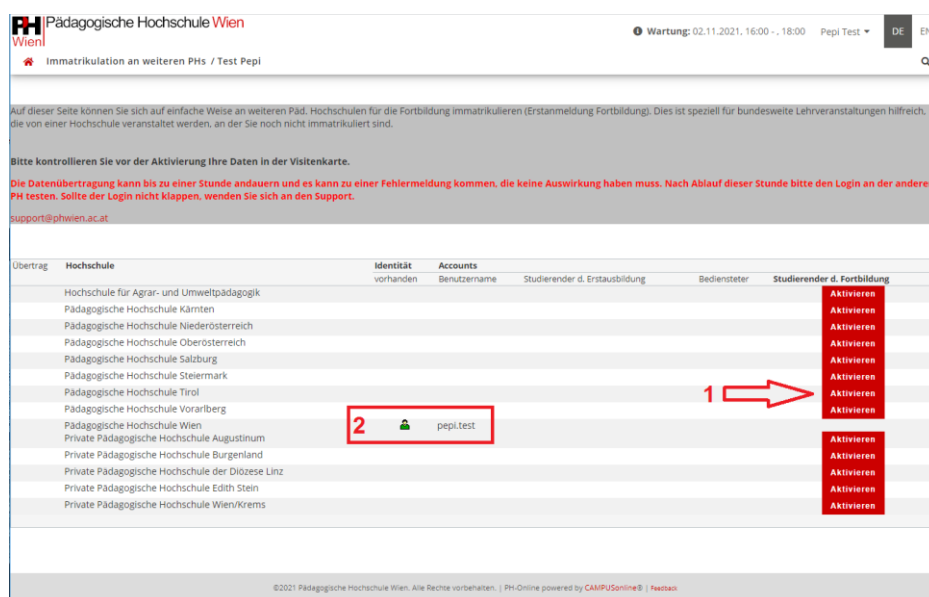 PH Wien
Pädagogische Hochschule Wien
Wartung: 02.11.2021, 16:00 - , 18:00 Pepi Test DE EN
Immatrikulation an weiteren PHs / Test Pepi
Auf dieser Seite können Sie sich auf einfache Weise an weiteren Päd. Hochschulen für die Fortbildung immatrikulieren (Erstanmeldung Fortbildung). Dies ist speziell für bundesweite Lehrveranstaltungen hilfreich,
die von einer Hochschule veranstaltet werden, an der Sie noch nicht immatrikuliert sind.
Bitte kontrollieren Sie vor der Aktivierung Ihre Daten in der Visitenkarte.
Die Datenübertragung kann bis zu einer Stunde andauern und es kann zu einer Fehlermeldung kommen, die keine Auswirkung haben muss. Nach Ablauf dieser Stunde bitte den Login an der anderen
PH testen. Sollte der Login nicht klappen, wenden Sie sich an den Support.
support@phwien.ac.at
Übertrag Hochschule Identität Accounts
vorhanden Benutzername Studierender d. Erstausbildung Bediensteter Studierender d. Fortbildung
Hochschule für Agrar- und Umweltpädagogik Aktivieren
Pädagogische Hochschule Kärnten Aktivieren
Pädagogische Hochschule Niederösterreich Aktivieren
Pädagogische Hochschule Oberösterreich Aktivieren
Pädagogische Hochschule Salzburg Aktivieren
Pädagogische Hochschule Steiermark Aktivieren
Pädagogische Hochschule Tirol 1 Aktivieren
Pädagogische Hochschule Vorarlberg Aktivieren
Pädagogische Hochschule Wien 2 pepi.test
Private Pädagogische Hochschule Augustinum Aktivieren
Private Pädagogische Hochschule Burgenland Aktivieren
Private Pädagogische Hochschule der Diözese Linz Aktivieren
Private Pädagogische Hochschule Edith Stein Aktivieren
Private Pädagogische Hochschule Wien/Krems Aktivieren
©2021 Pädagogische Hochschule Wien. Alle Rechte vorbehalten. | PH-Online powered by CAMPUSonline® | Feedback